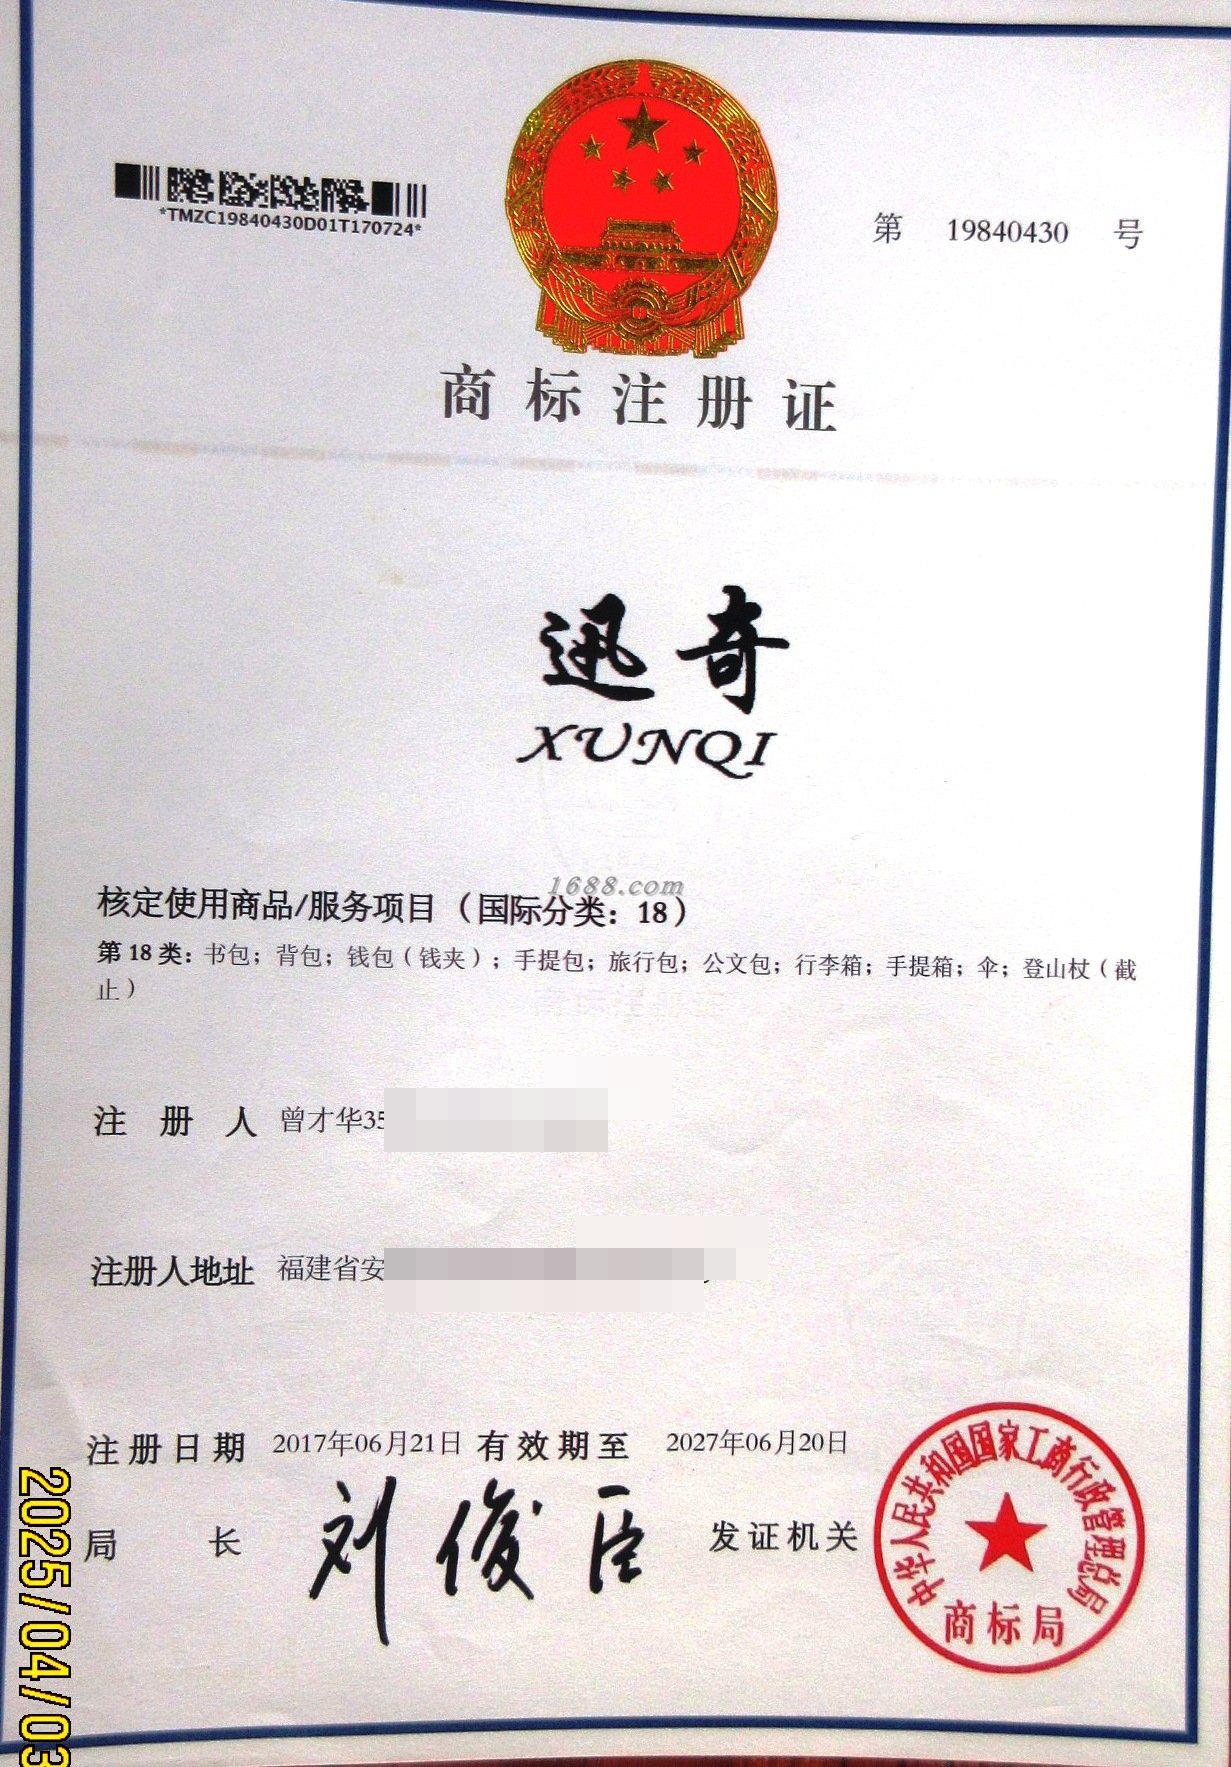 *TMZC19840430D01T170724*
第 19840430 号
商标注册证
迅奇
XUNQI
1688.com
核定使用商品/服务项目（国际分类：18）
第 18 类：书包；背包；钱包（钱夹）；手提包；旅行包；公文包；行李箱；手提箱；伞；登山杖（截
止）
注册人 曾才华35
注册人地址 福建省安
注册日期 2017年06月21日 有效期至 2027年06月20日
局长 刘俊臣 发证机关
中华人民共和国国家工商行政管理总局
商标局
2025/04/03